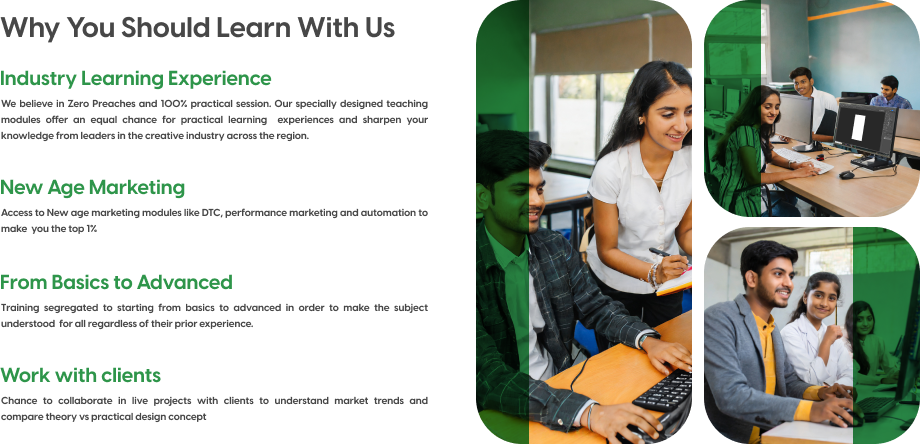 Why You Should Learn With Us
Industry Learning Experience
We believe in Zero Preaches and 100% practical session. Our specially designed teaching
modules offer an equal chance for practical learning experiences and sharpen your
knowledge from leaders in the creative industry across the region.
New Age Marketing
Access to New age marketing modules like DTC, performance marketing and automation to
make you the top 1%
From Basics to Advanced
Training segregated to starting from basics to advanced in order to make the subject
understood for all regardless of their prior experience.
Work with clients
Chance to collaborate in live projects with clients to understand market trends and
compare theory vs practical design concept